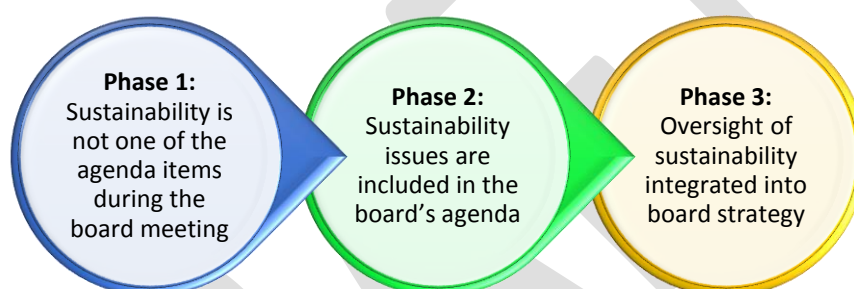 Phase 1:
Sustainability is
not one of the
agenda items
during the
board meeting
Phase 2:
Sustainability
issues are
included in the
board’s agenda
Phase 3:
Oversight of
sustainability
integrated into
board strategy